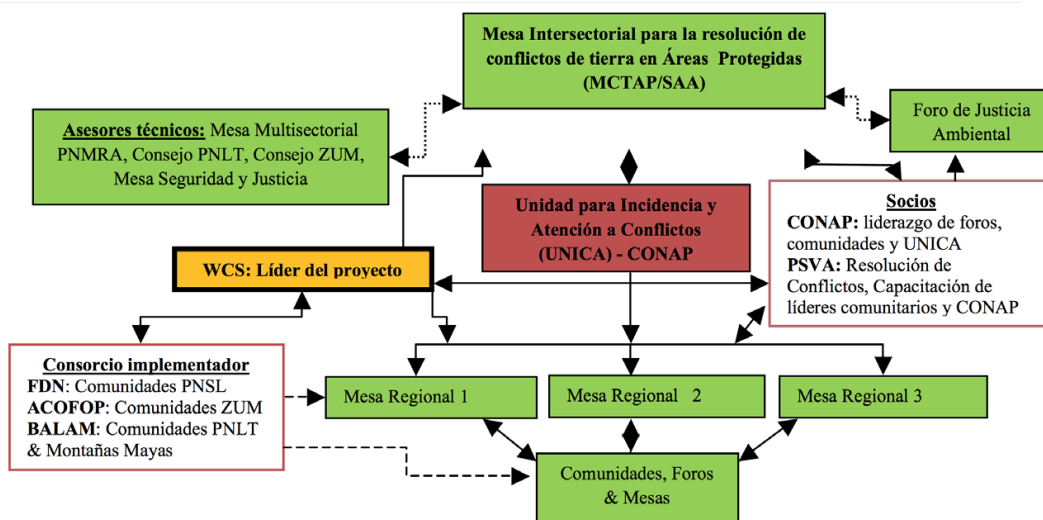 Mesa Intersectorial para la resolución de
conflictos de tierra en Áreas Protegidas
(MCTAP/SAA)
Foro de Justicia
Ambiental
Asesores técnicos: Mesa Multisectorial
PNMRA, Consejo PNLT, Consejo ZUM,
Mesa Seguridad y Justicia
Unidad para Incidencia y
Atención a Conflictos
(UNICA) - CONAP
Socios
CONAP: liderazgo de foros,
comunidades y UNICA
PSVA: Resolución de
Conflictos, Capacitación de
líderes comunitarios y CONAP
WCS: Líder del proyecto
Consorcio implementador
FDN: Comunidades PNSL
ACOFOP: Comunidades ZUM
BALAM: Comunidades PNLT
& Montañas Mayas
Mesa Regional 1
Mesa Regional 2
Mesa Regional 3
Comunidades, Foros
& Mesas